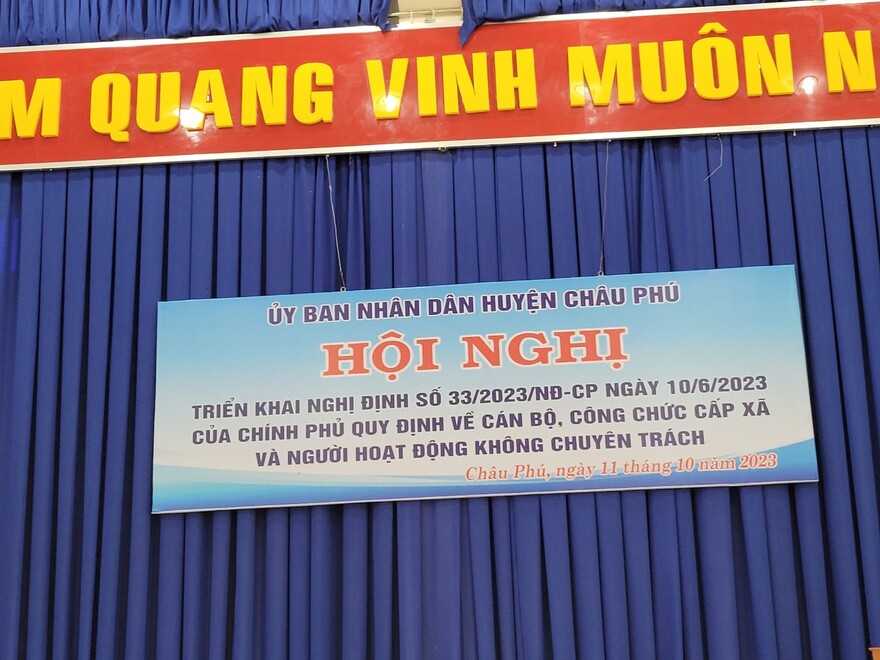 M QUANG VINH MUÔN N
ỦY BAN NHÂN DÂN HUYỆN CHÂU PHÚ
HỘI NGHỊ
TRIỂN KHAI NGHỊ ĐỊNH SỐ 33/2023/NĐ-CP NGÀY 10/6/2023
CỦA CHÍNH PHỦ QUY ĐỊNH VỀ CÁN BỘ, CÔNG CHỨC CẤP XÃ
VÀ NGƯỜI HOẠT ĐỘNG KHÔNG CHUYÊN TRÁCH
Châu Phú, ngày 11 tháng 10 năm 2023